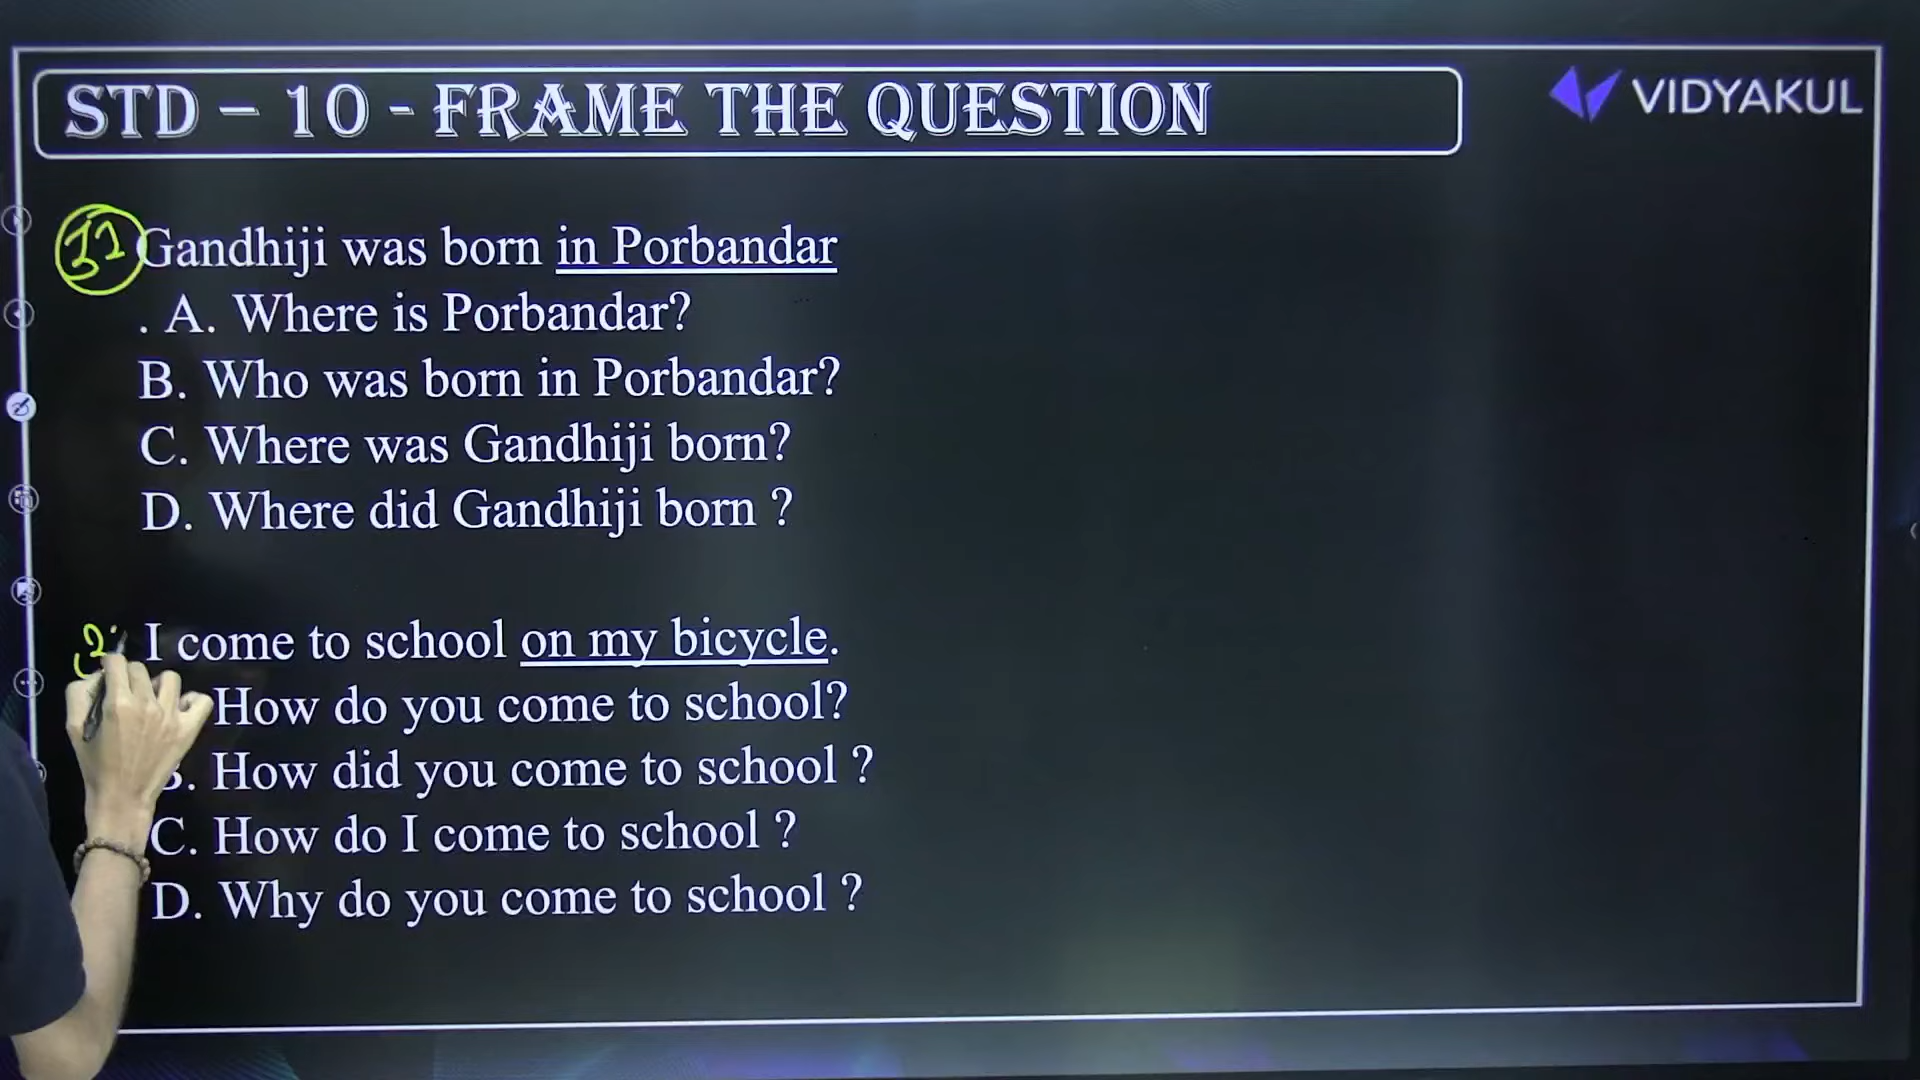 STD – 10 - FRAME THE QUESTION
VIDYAKUL
Gandhiji was born in Porbandar
. A. Where is Porbandar?
B. Who was born in Porbandar?
C. Where was Gandhiji born?
D. Where did Gandhiji born ?
I come to school on my bicycle.
How do you come to school?
B. How did you come to school ?
C. How do I come to school ?
D. Why do you come to school ?